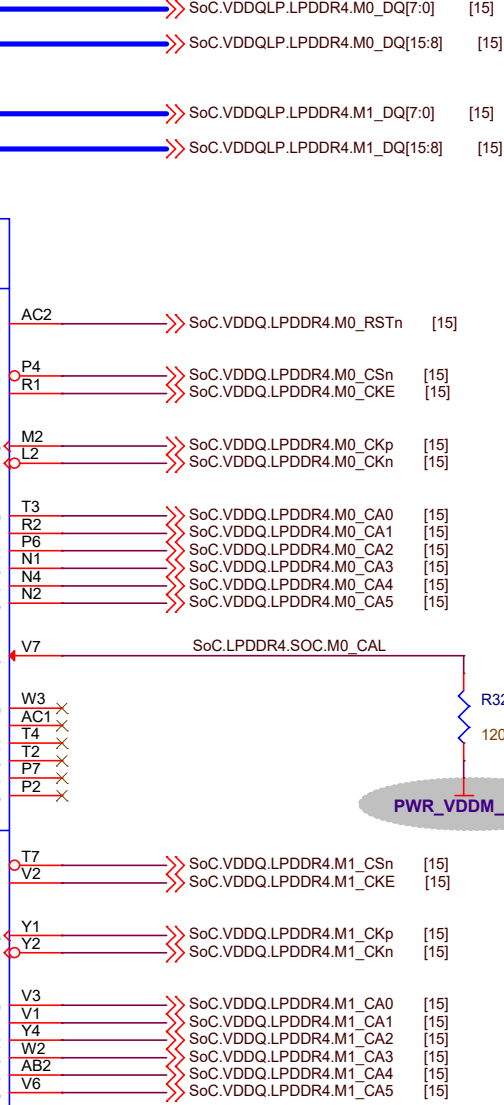 SoC.VDDQLP.LPDDR4.M0_DQ[7:0] [15]
SoC.VDDQLP.LPDDR4.M0_DQ[15:8] [15]
SoC.VDDQLP.LPDDR4.M1_DQ[7:0] [15]
SoC.VDDQLP.LPDDR4.M1_DQ[15:8] [15]
AC2 SoC.VDDQ.LPDDR4.M0_RSTn [15]
P4 SoC.VDDQ.LPDDR4.M0_CSn [15]
R1 SoC.VDDQ.LPDDR4.M0_CKE [15]
M2 SoC.VDDQ.LPDDR4.M0_CKp [15]
L2 SoC.VDDQ.LPDDR4.M0_CKn [15]
T3 SoC.VDDQ.LPDDR4.M0_CA0 [15]
R2 SoC.VDDQ.LPDDR4.M0_CA1 [15]
P6 SoC.VDDQ.LPDDR4.M0_CA2 [15]
N1 SoC.VDDQ.LPDDR4.M0_CA3 [15]
N4 SoC.VDDQ.LPDDR4.M0_CA4 [15]
N2 SoC.VDDQ.LPDDR4.M0_CA5 [15]
V7 SoC.LPDDR4.SOC.M0_CAL
W3
R32
AC1
T4
120
T2
P7
P2
PWR_VDDM_
T7 SoC.VDDQ.LPDDR4.M1_CSn [15]
V2 SoC.VDDQ.LPDDR4.M1_CKE [15]
Y1 SoC.VDDQ.LPDDR4.M1_CKp [15]
Y2 SoC.VDDQ.LPDDR4.M1_CKn [15]
V3 SoC.VDDQ.LPDDR4.M1_CA0 [15]
V1 SoC.VDDQ.LPDDR4.M1_CA1 [15]
Y4 SoC.VDDQ.LPDDR4.M1_CA2 [15]
W2 SoC.VDDQ.LPDDR4.M1_CA3 [15]
AB2 SoC.VDDQ.LPDDR4.M1_CA4 [15]
V6 SoC.VDDQ.LPDDR4.M1_CA5 [15]